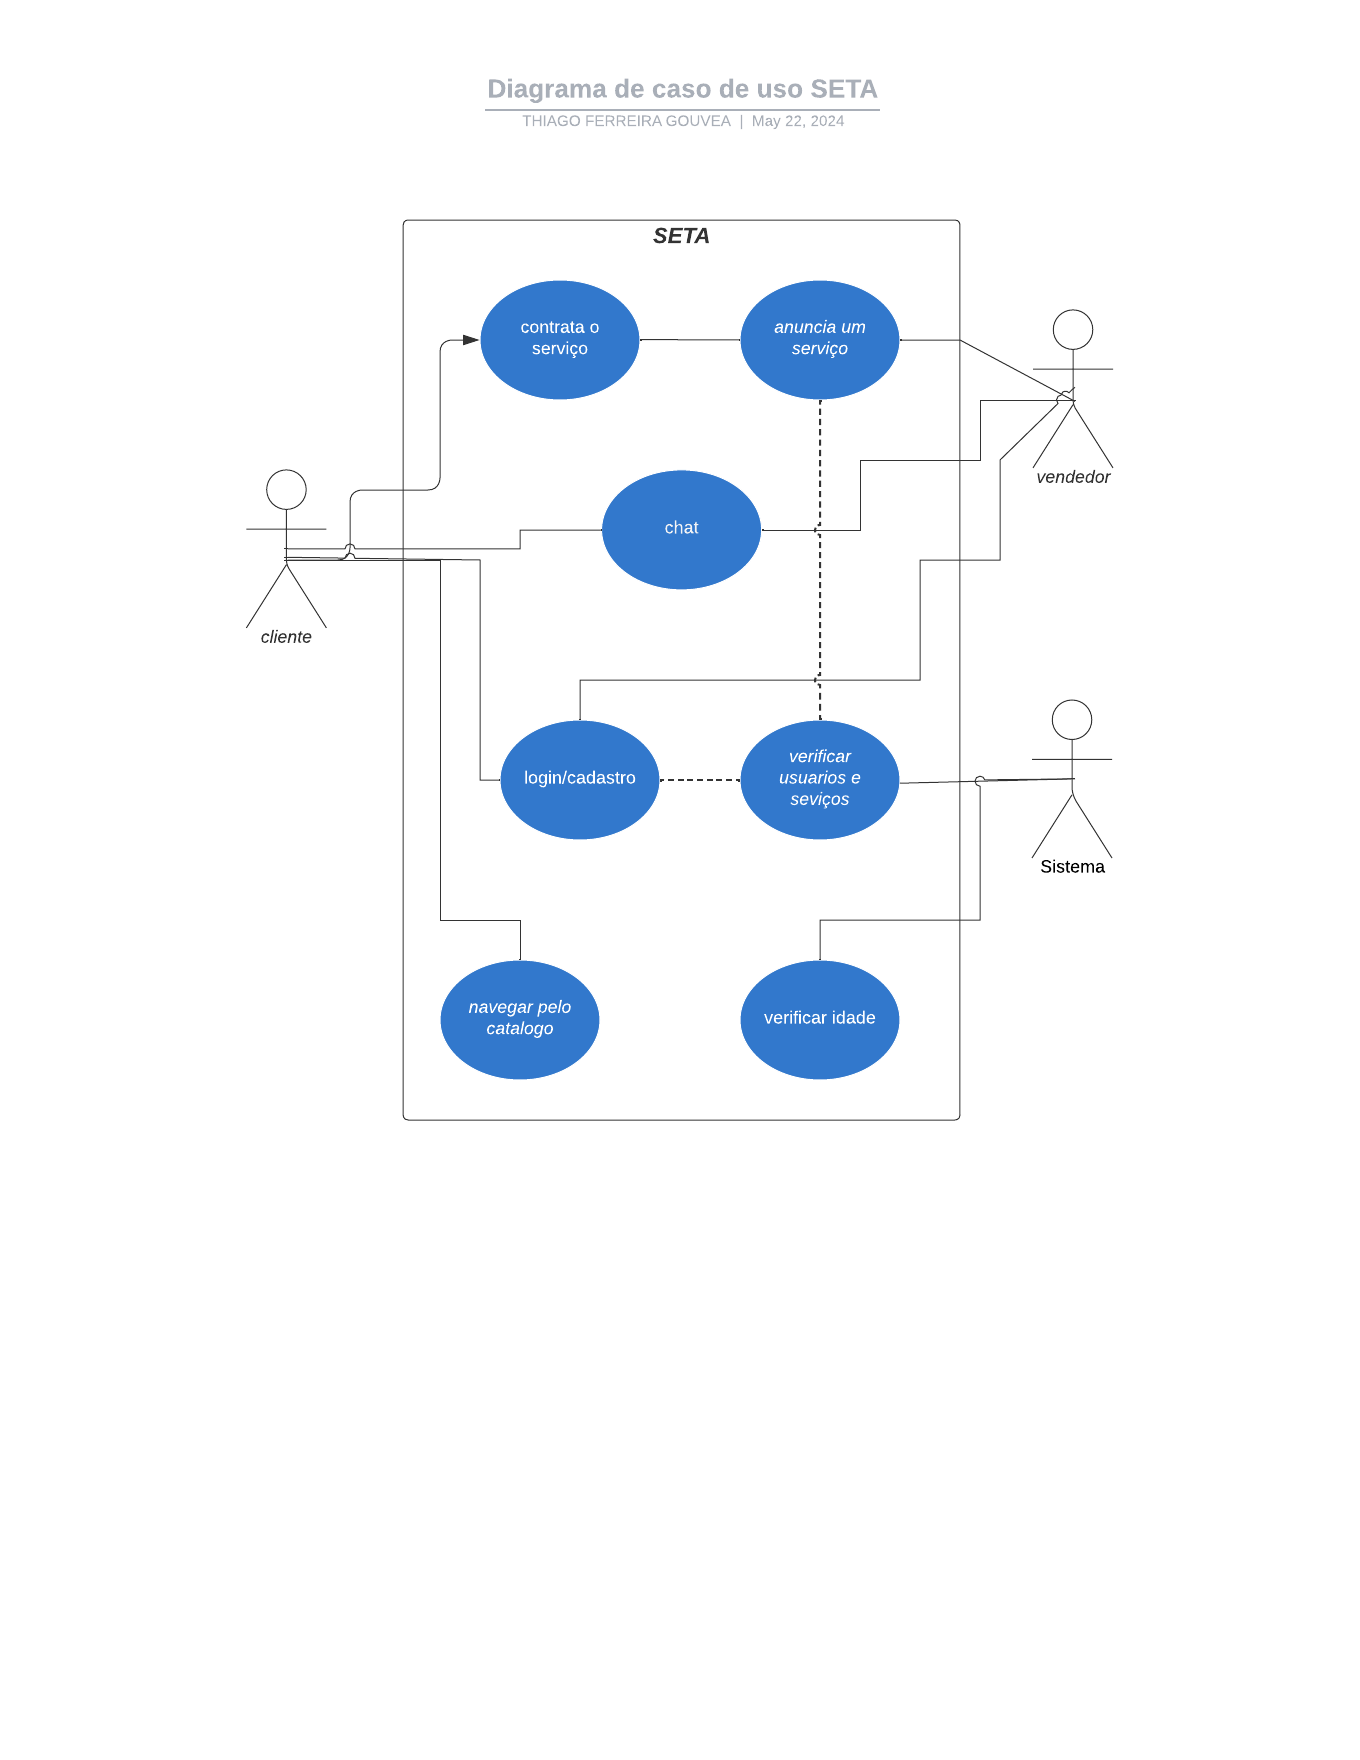 Diagrama de caso de uso SETA
THIAGO FERREIRA GOUVEA | May 22, 2024
SETA
contrata o
serviço
anuncia um
serviço
vendedor
chat
cliente
login/cadastro
verificar
usuarios e
seviços
Sistema
navegar pelo
catalogo
verificar idade